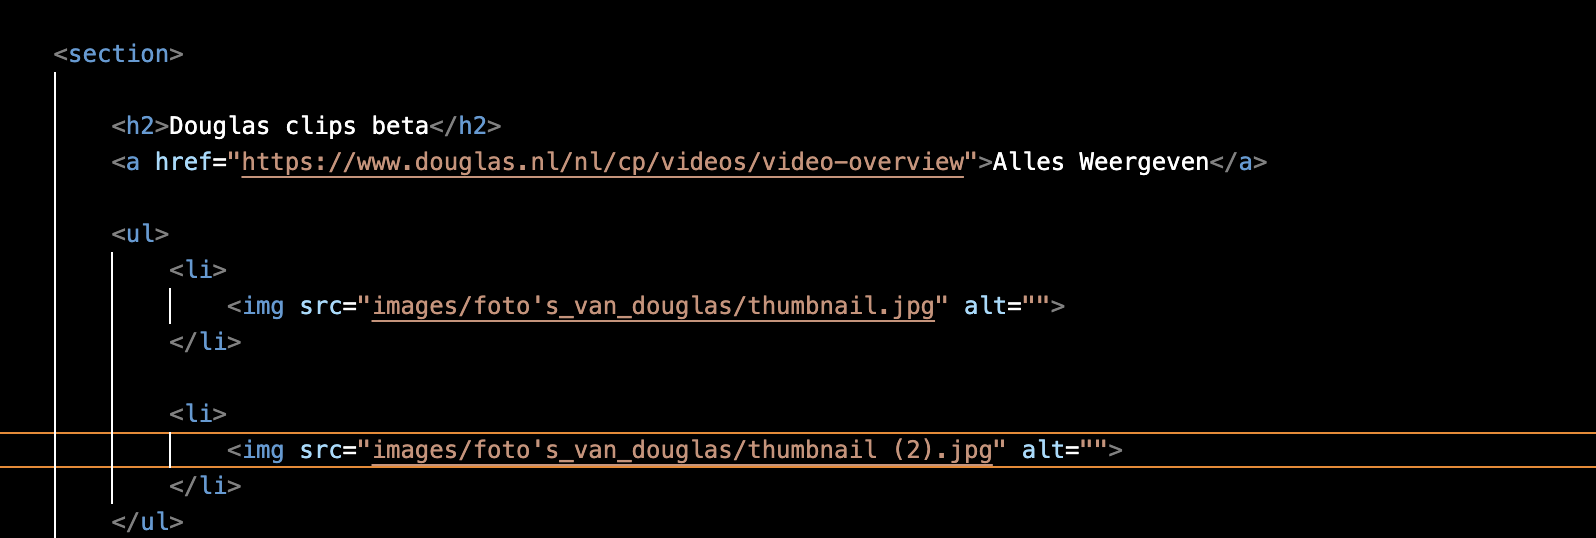 <section>
<h2>Douglas clips beta</h2>
<a href="https://www.douglas.nl/nl/cp/videos/video-overview">Alles Weergeven</a>
<ul>
<li>
<img src="images/foto's_van_douglas/thumbnail.jpg" alt="">
</li>
<li>
<img src="images/foto's_van_douglas/thumbnail (2).jpg" alt="">
</li>
</ul>